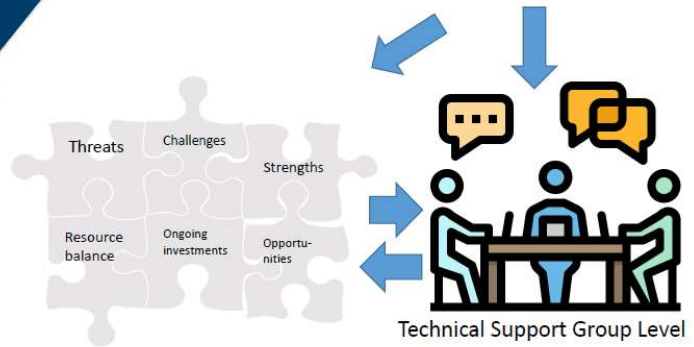 Threats
Challenges
Strengths
Resource
balance
Ongoing
investments
Opportu-
nities
Technical Support Group Level